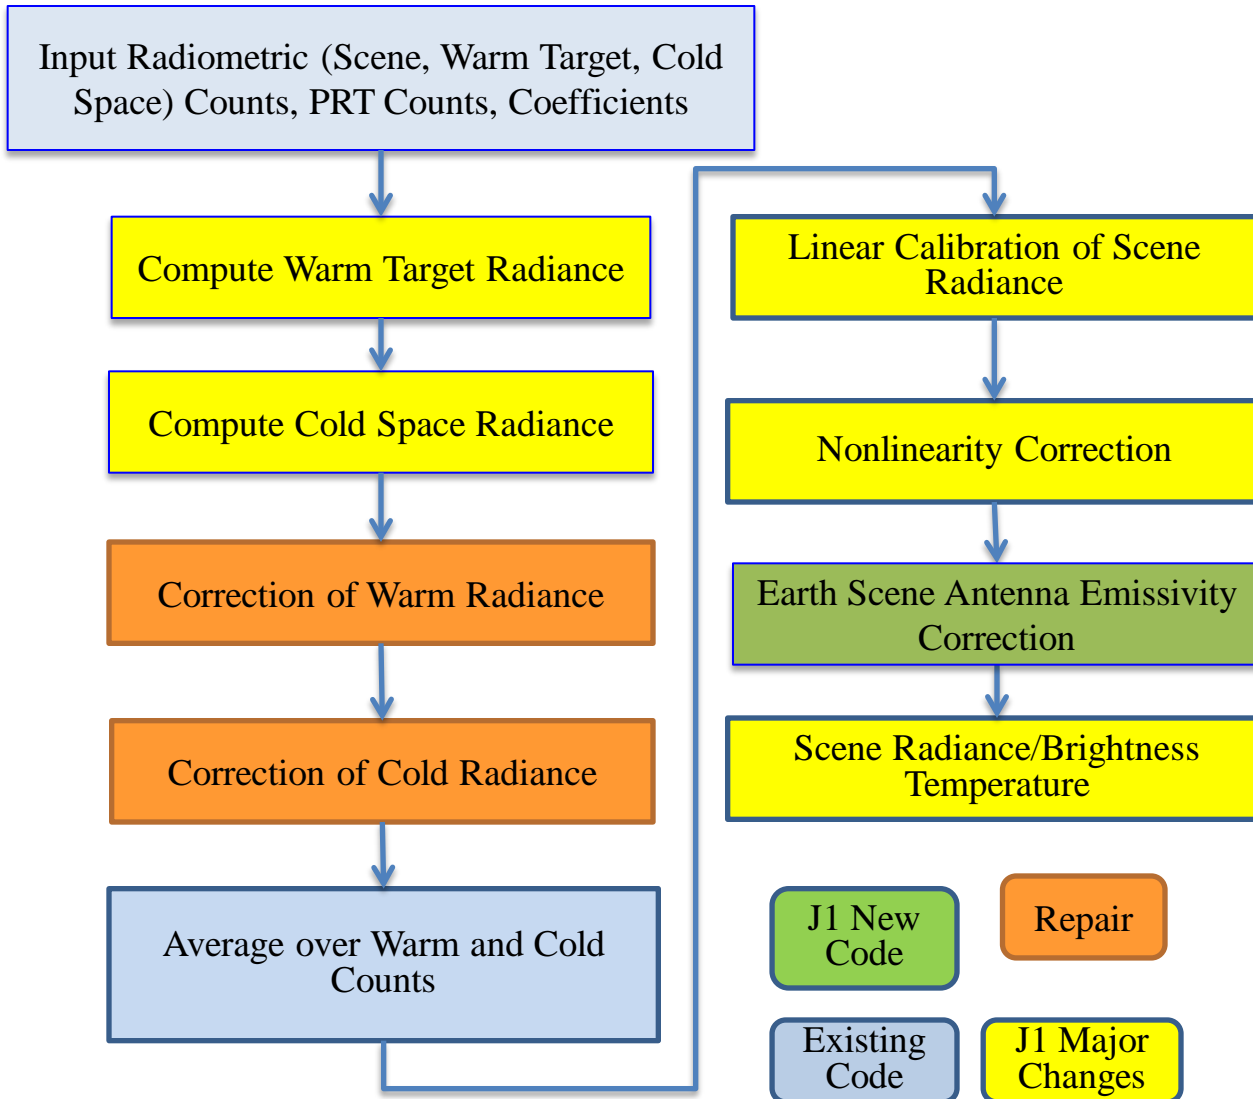 Input Radiometric (Scene, Warm Target, Cold
Space) Counts, PRT Counts, Coefficients
Compute Warm Target Radiance
Compute Cold Space Radiance
Correction of Warm Radiance
Correction of Cold Radiance
Average over Warm and Cold
Counts
Linear Calibration of Scene
Radiance
Nonlinearity Correction
Earth Scene Antenna Emissivity
Correction
Scene Radiance/Brightness
Temperature
J1 New
Code
Repair
Existing
Code
J1 Major
Changes